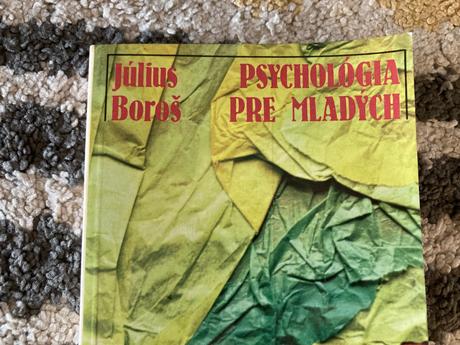 Július
Boroš
PSYCHOLÓGIA
PRE MLADÝCH